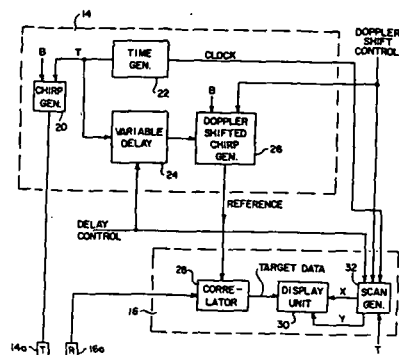 14
DOPPLER
SHIFT
CONTROL
B
T
TIME
GEN.
CLOCK
22
CHIRP
GEN.
20
VARIABLE
DELAY
24
B
DOPPLER
SHIFTED
CHIRP
GEN.
26
REFERENCE
DELAY
CONTROL
TARGET
DATA
28
32
CORRE-
LATOR
DISPLAY
UNIT
X
SCAN
GEN.
16
30
Y
14a
T
R
16a
T